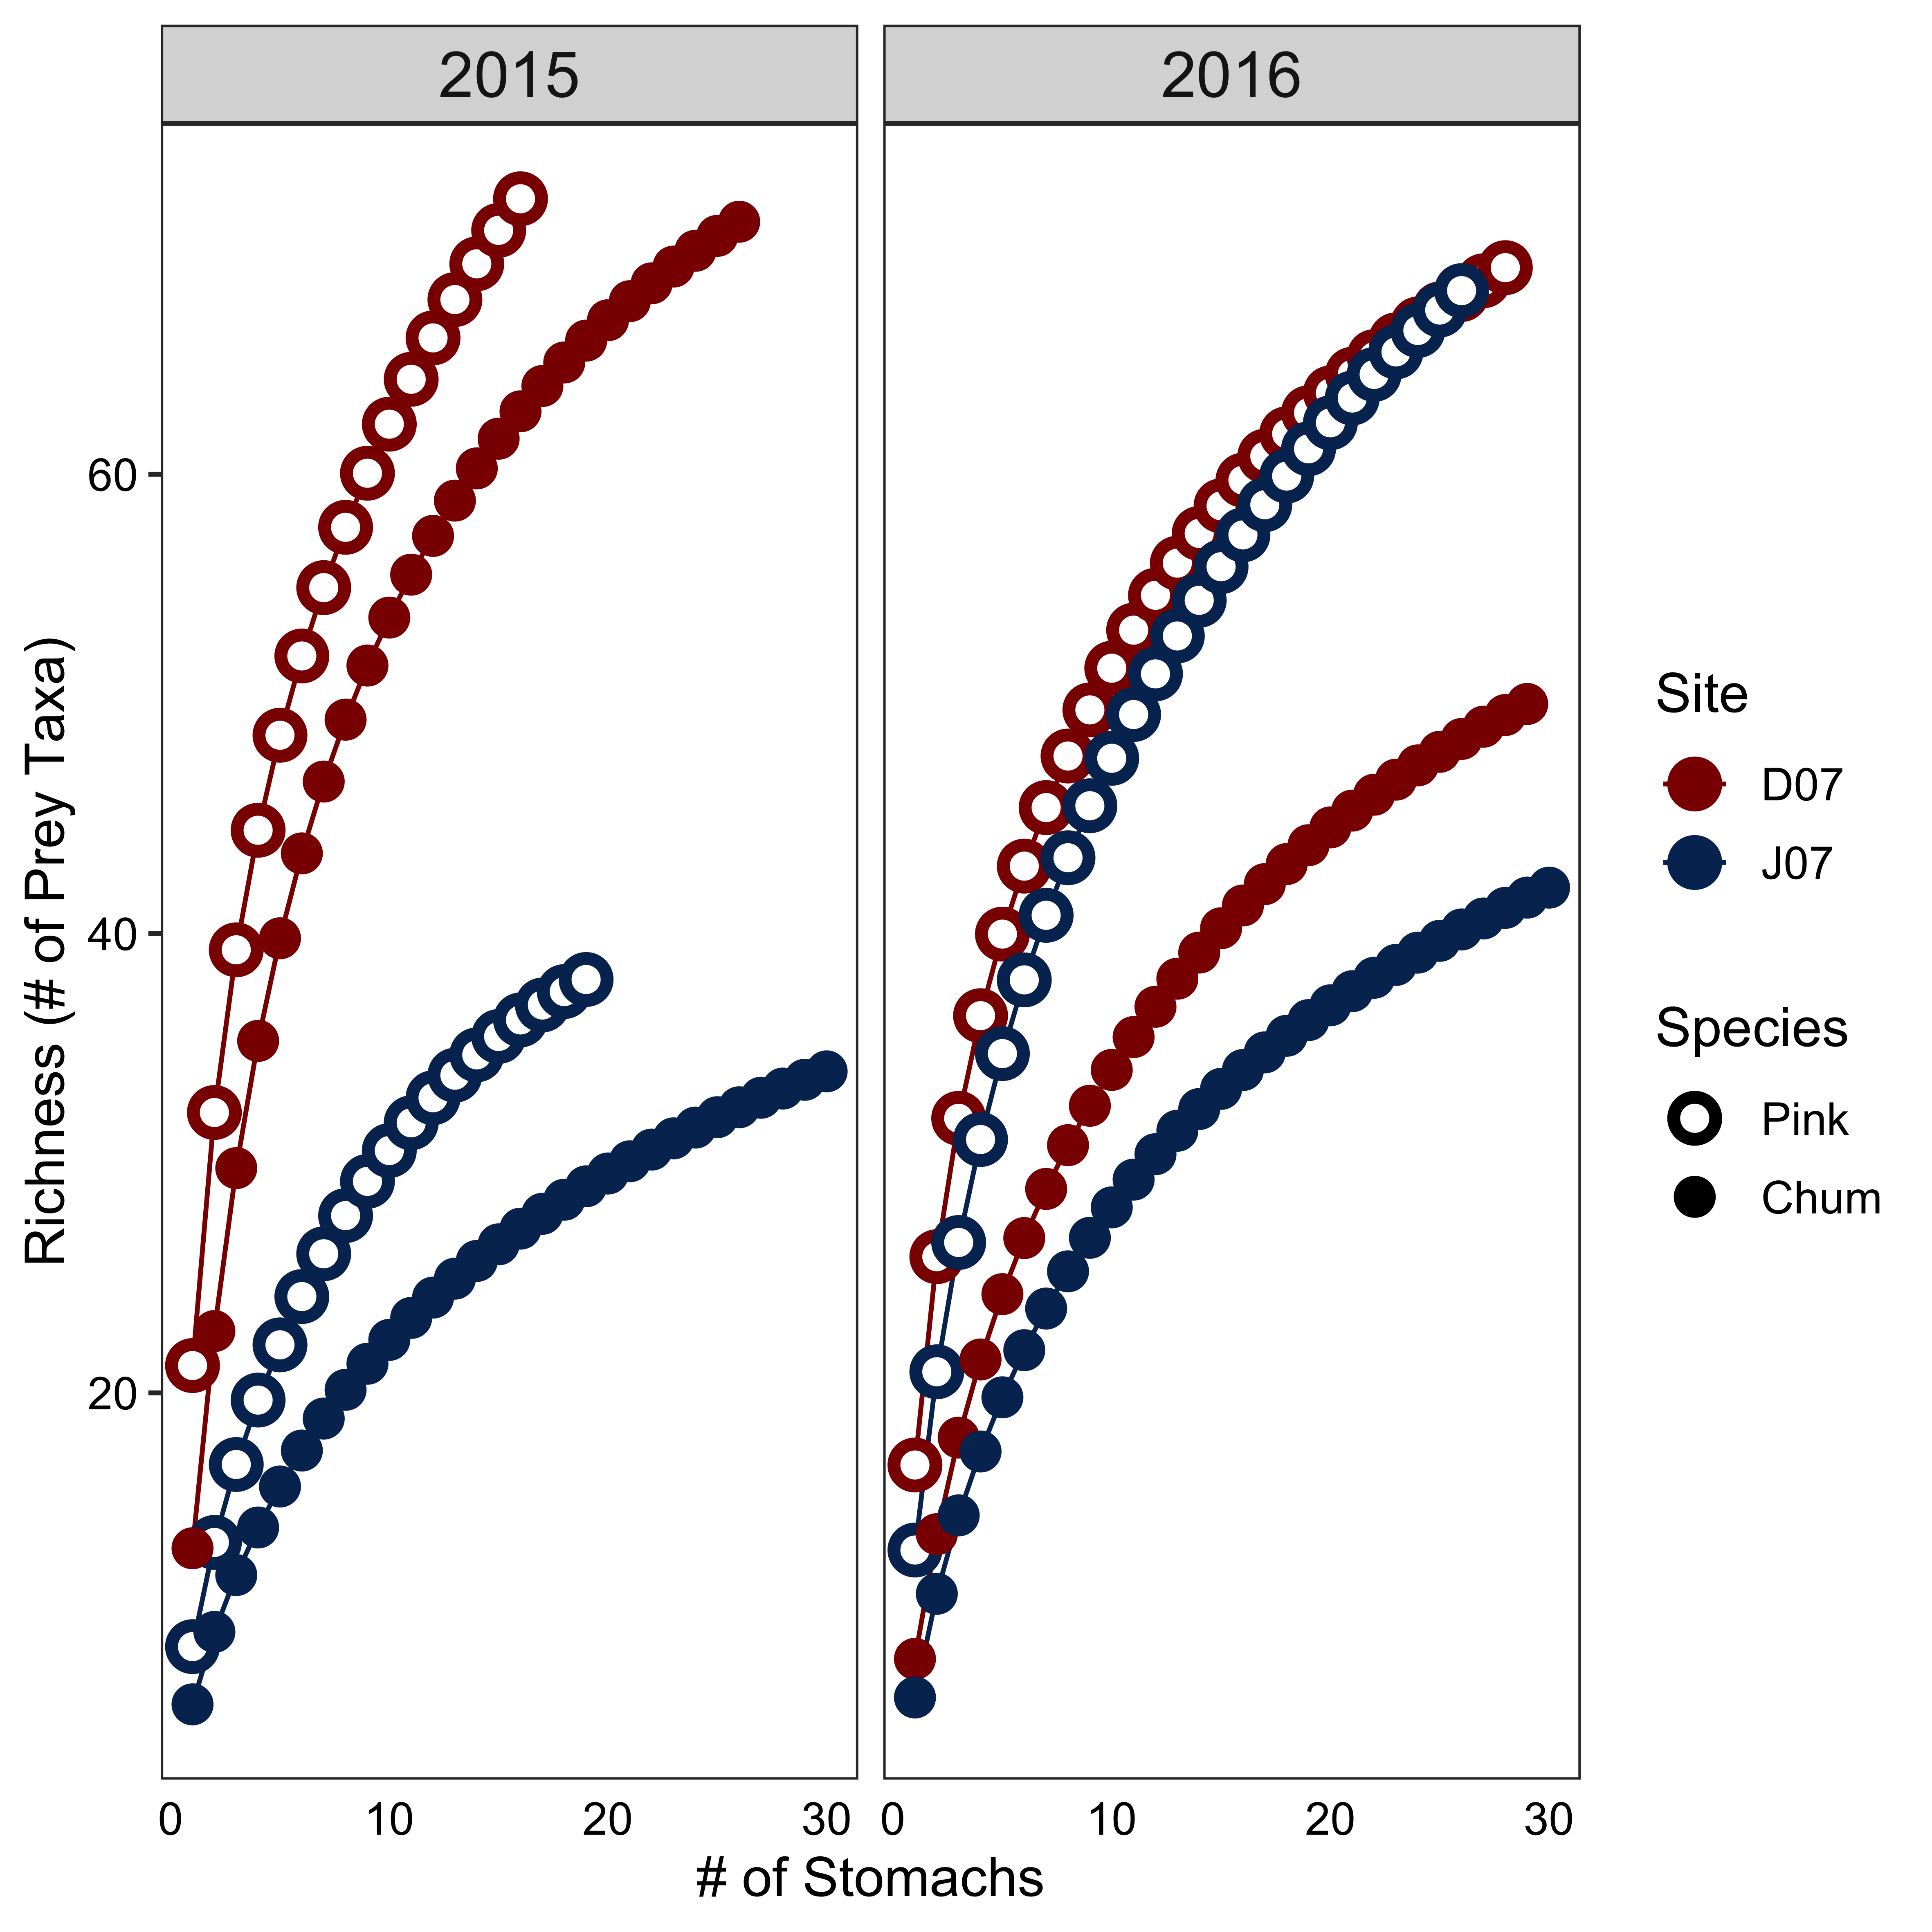 2015
2016
60
40
20
Richness (# of Prey Taxa)
0
10
20
30
0
10
20
30
# of Stomachs
Site
D07
J07
Species
Pink
Chum